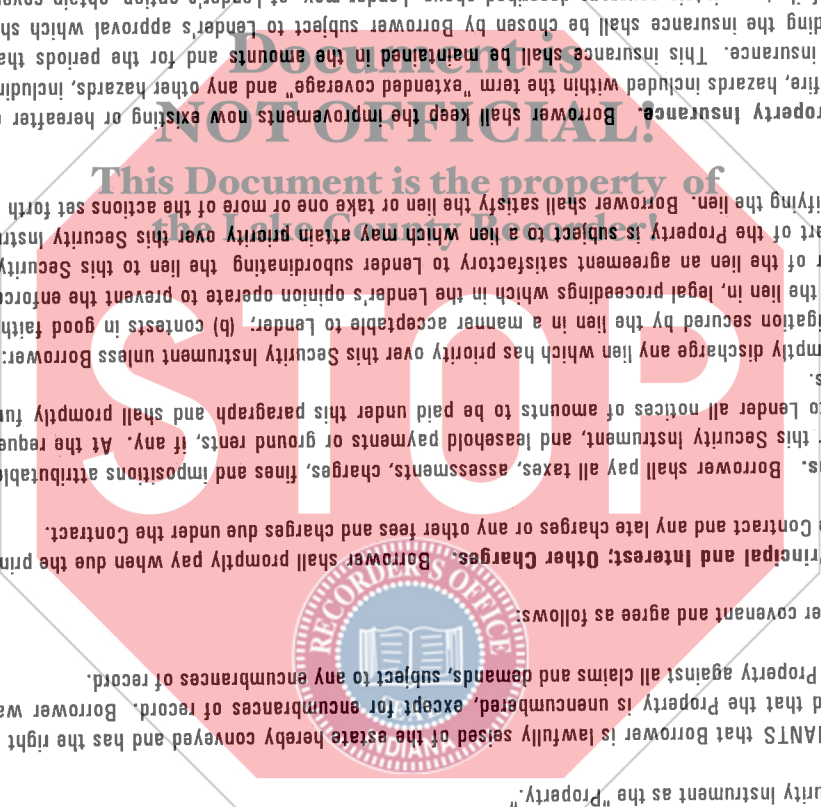 Document is
NOT OFFICIAL!
This Document is the property of
the Lake County Recorder!
STOP
RECORDER'S OFFICE
SEAL
INDIANA
urity Instrument as the "Property."
NANTS that Borrower is lawfully seised of the estate hereby conveyed and has the right
d that the Property is unencumbered, except for encumbrances of record. Borrower wa
Property against all claims and demands, subject to any encumbrances of record.
er covenant and agree as follows:
Principal and Interest; Other Charges. Borrower shall promptly pay when due the prin
e Contract and any late charges or any other fees and charges due under the Contract.
s. Borrower shall pay all taxes, assessments, charges, fines and impositions attributable
r this Security Instrument, and leasehold payments or ground rents, if any. At the reque
to Lender all notices of amounts to be paid under this paragraph and shall promptly fur
s.
mptly discharge any lien which has priority over this Security Instrument unless Borrower:
igation secured by the lien in a manner acceptable to Lender; (b) contests in good faith
the lien in, legal proceedings which in the Lender's opinion operate to prevent the enforc
r of the lien an agreement satisfactory to Lender subordinating the lien to this Security
art of the Property is subject to a lien which may attain priority over this Security Instru
ifying the lien. Borrower shall satisfy the lien or take one or more of the actions set forth
roperty Insurance. Borrower shall keep the improvements now existing or hereafter e
fire, hazards included within the term "extended coverage" and any other hazards, includin
insurance. This insurance shall be maintained in the amounts and for the periods tha
ding the insurance shall be chosen by Borrower subject to Lender's approval which sh